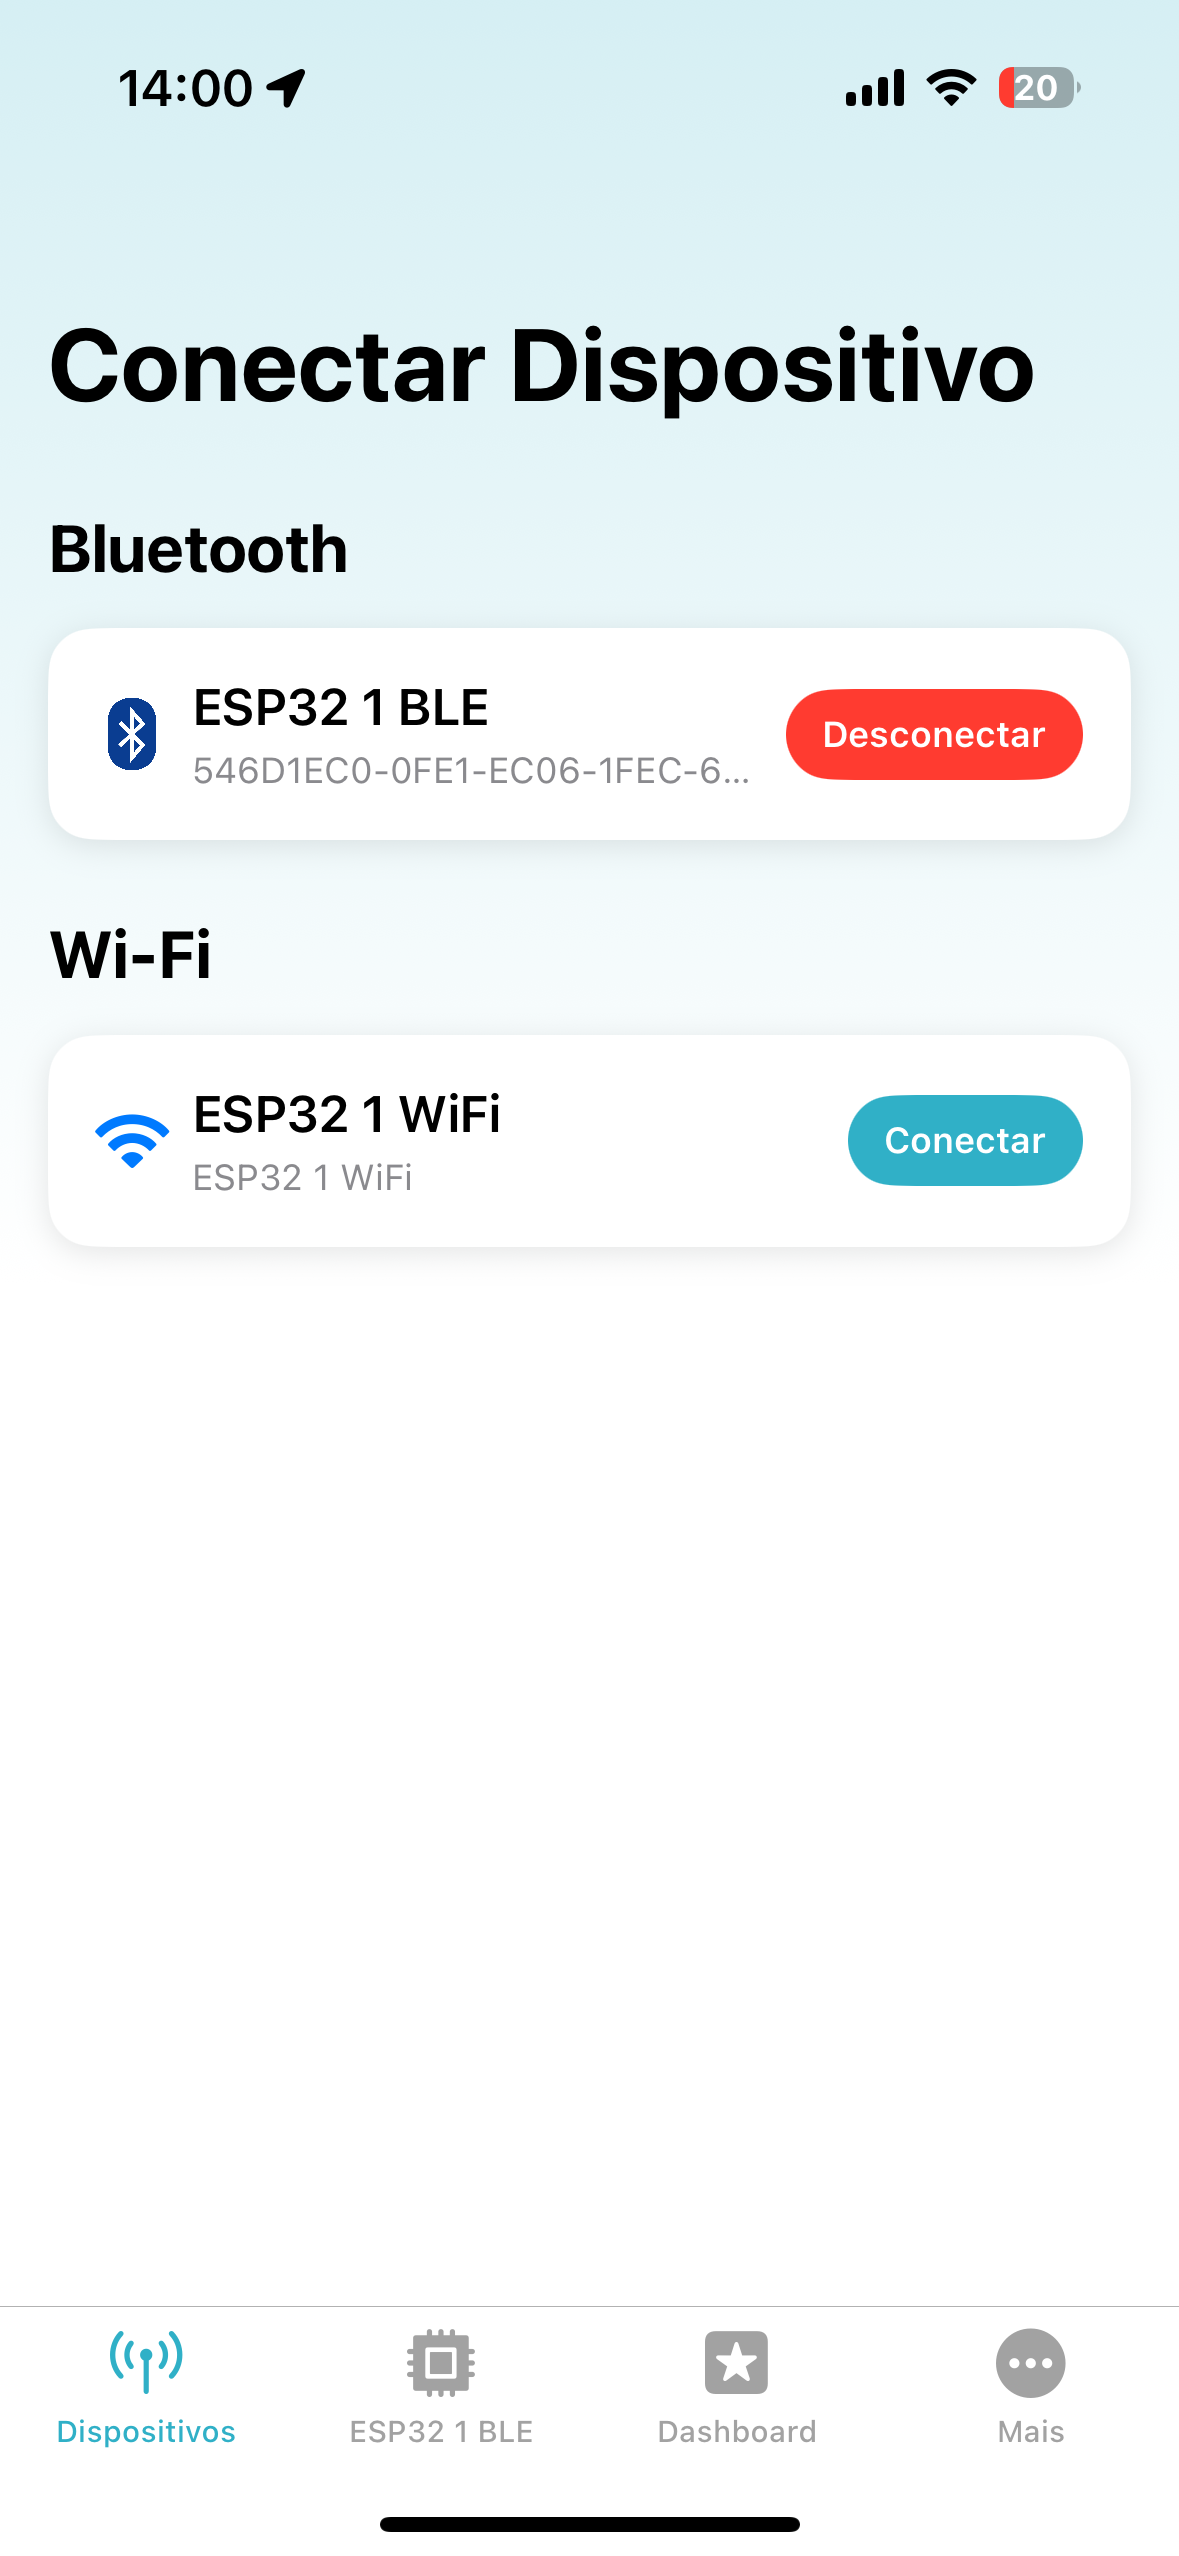 14:00
20
Conectar Dispositivo
Bluetooth
ESP32 1 BLE
546D1EC0-0FE1-EC06-1FEC-6...
Desconectar
Wi-Fi
ESP32 1 WiFi
ESP32 1 WiFi
Conectar
Dispositivos
ESP32 1 BLE
Dashboard
Mais